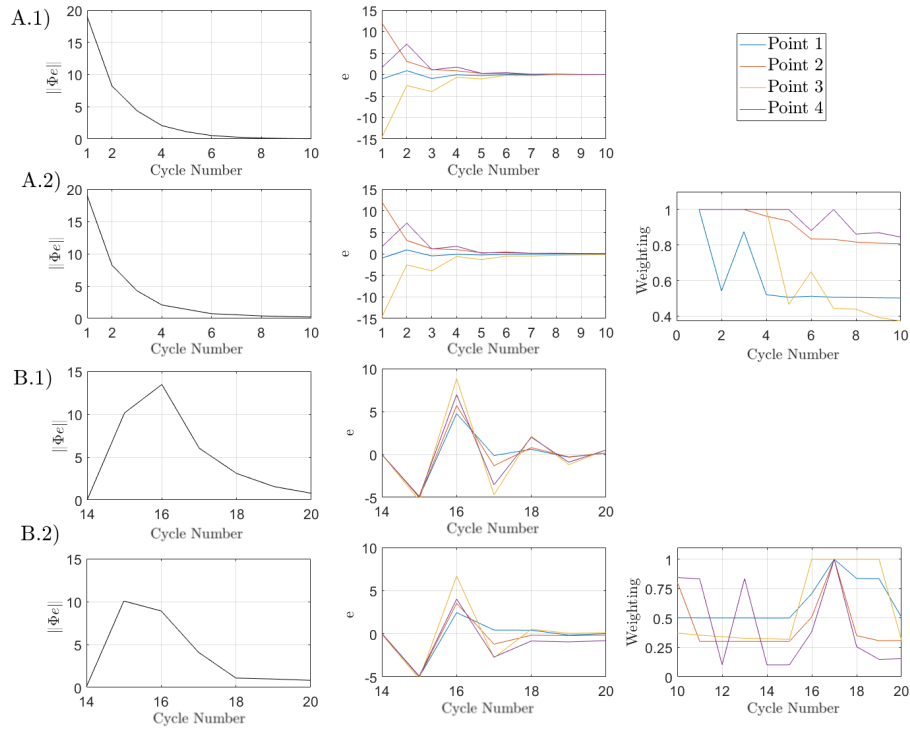 A.1)
20
15
10
5
0
||Φe||
1 2 4 6 8 10
Cycle Number
15
10
5
0
-5
-10
-15
e
1 2 3 4 5 6 7 8 9 10
Cycle Number
Point 1
Point 2
Point 3
Point 4
A.2)
20
15
10
5
0
||Φe||
1 2 4 6 8 10
Cycle Number
15
10
5
0
-5
-10
-15
e
1 2 3 4 5 6 7 8 9 10
Cycle Number
1
0.8
0.6
0.4
Weighting
0 2 4 6 8 10
Cycle Number
B.1)
15
10
5
0
||Φe||
14 16 18 20
Cycle Number
10
5
0
-5
e
14 16 18 20
Cycle Number
B.2)
15
10
5
0
||Φe||
14 16 18 20
Cycle Number
10
5
0
-5
e
14 16 18 20
Cycle Number
1
0.75
0.5
0.25
0
Weighting
10 12 14 16 18 20
Cycle Number